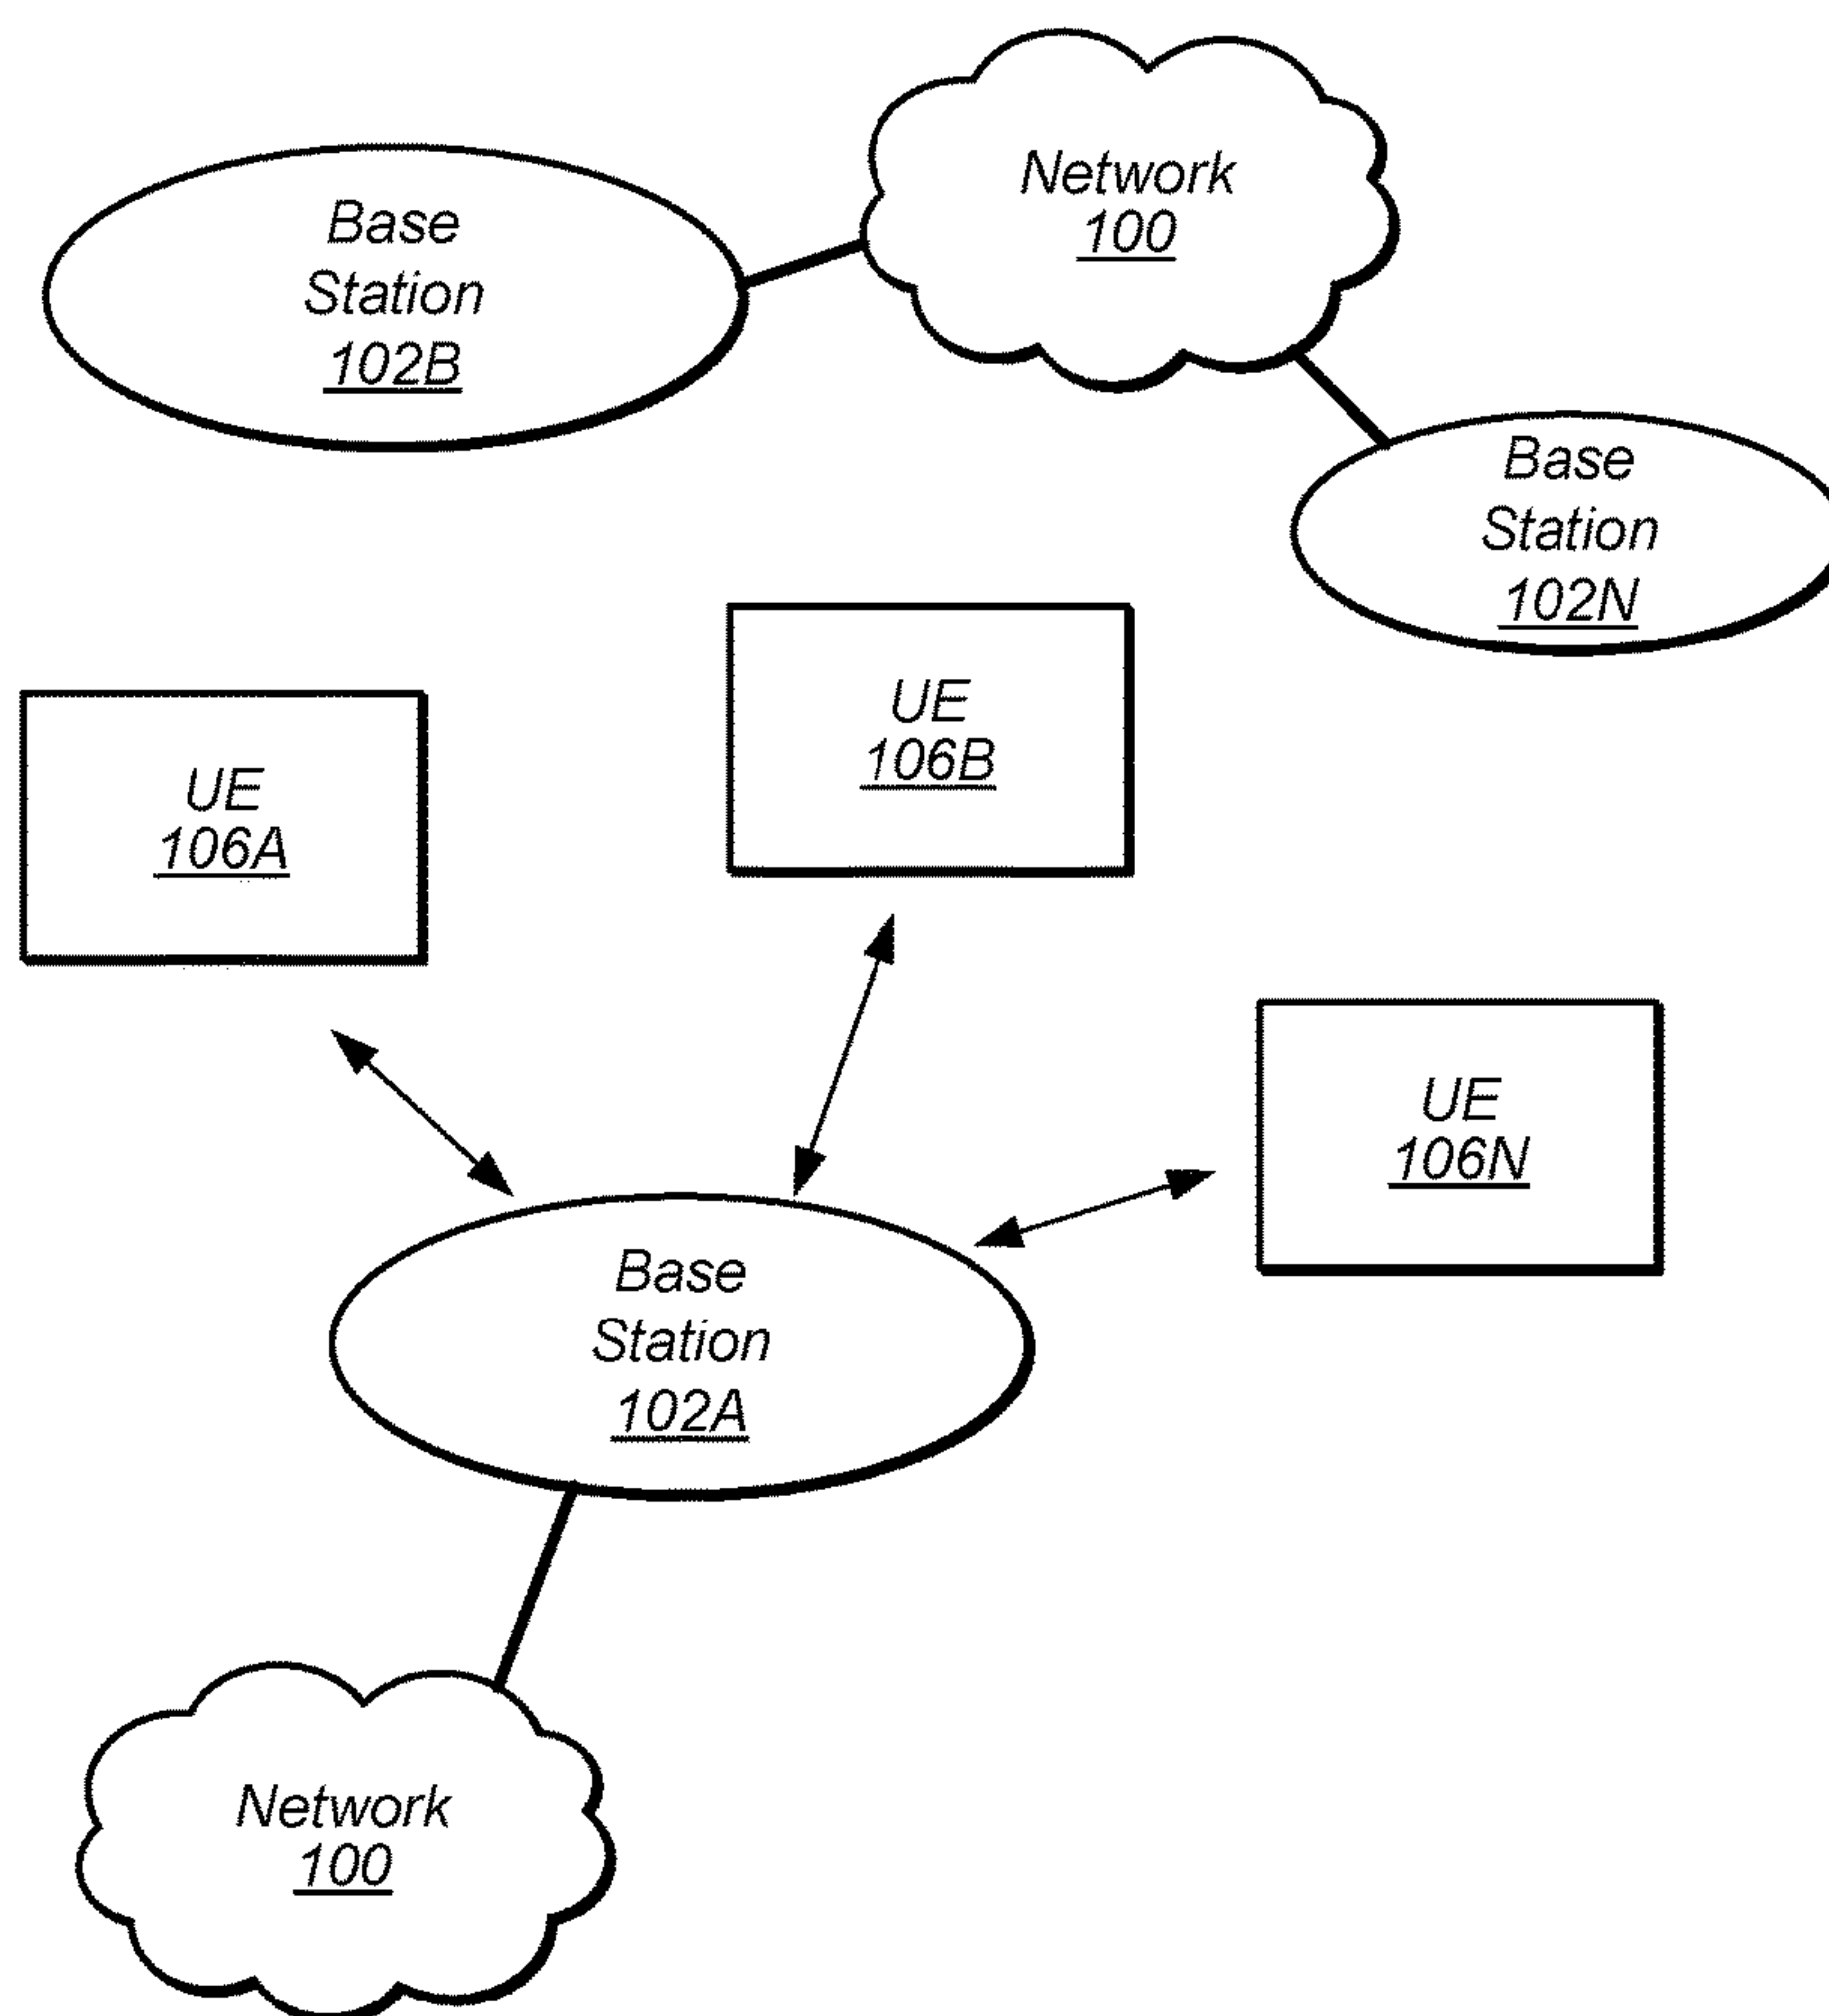 Network
100
Base
Station
102B
Base
Station
102N
UE
106B
UE
106A
UE
106N
Base
Station
102A
Network
100